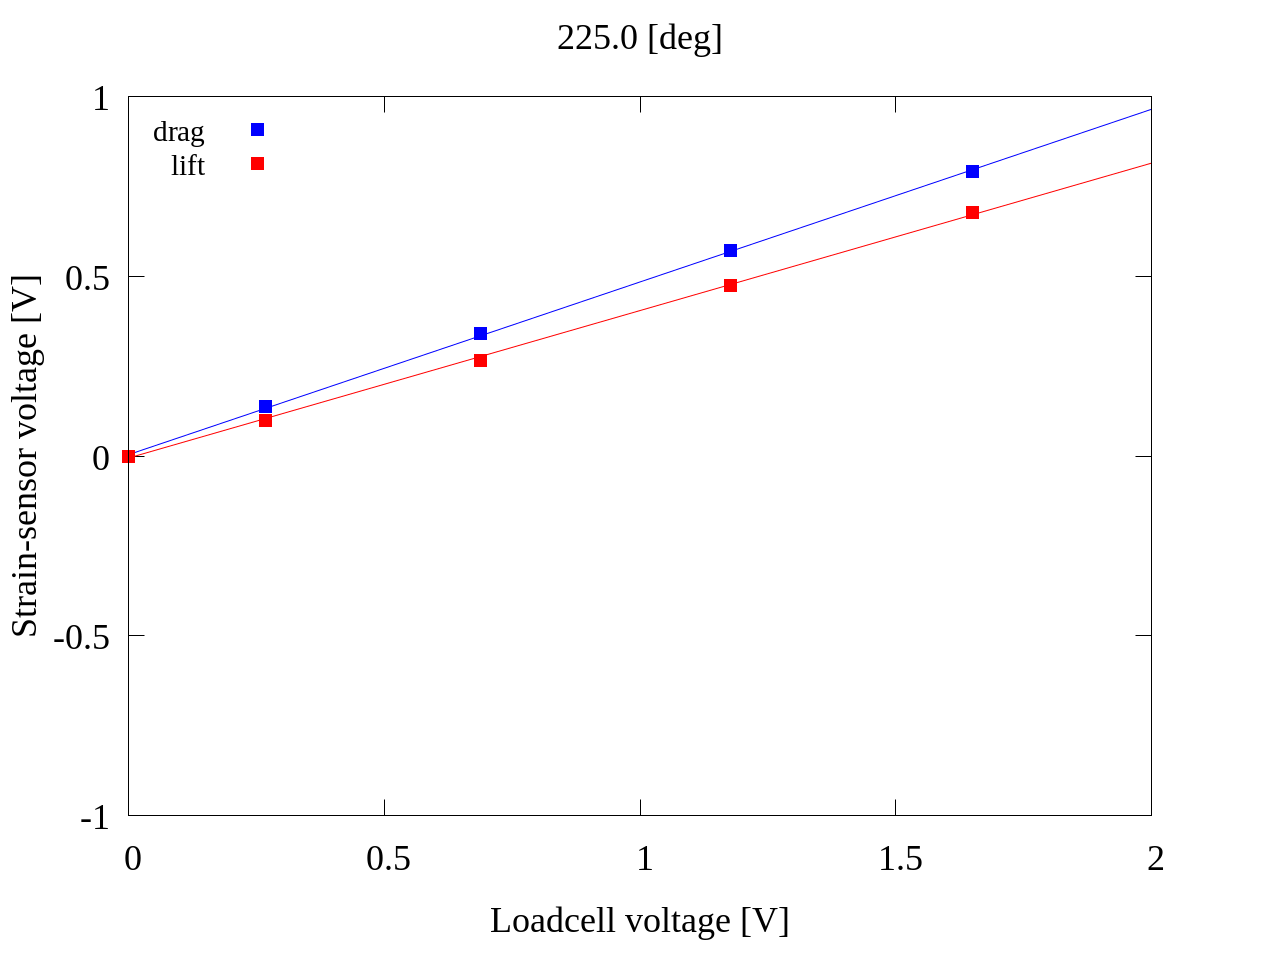 225.0 [deg]
1
drag
lift
0.5
0
-0.5
-1
Strain-sensor voltage [V]
0 0.5 1 1.5 2
Loadcell voltage [V]